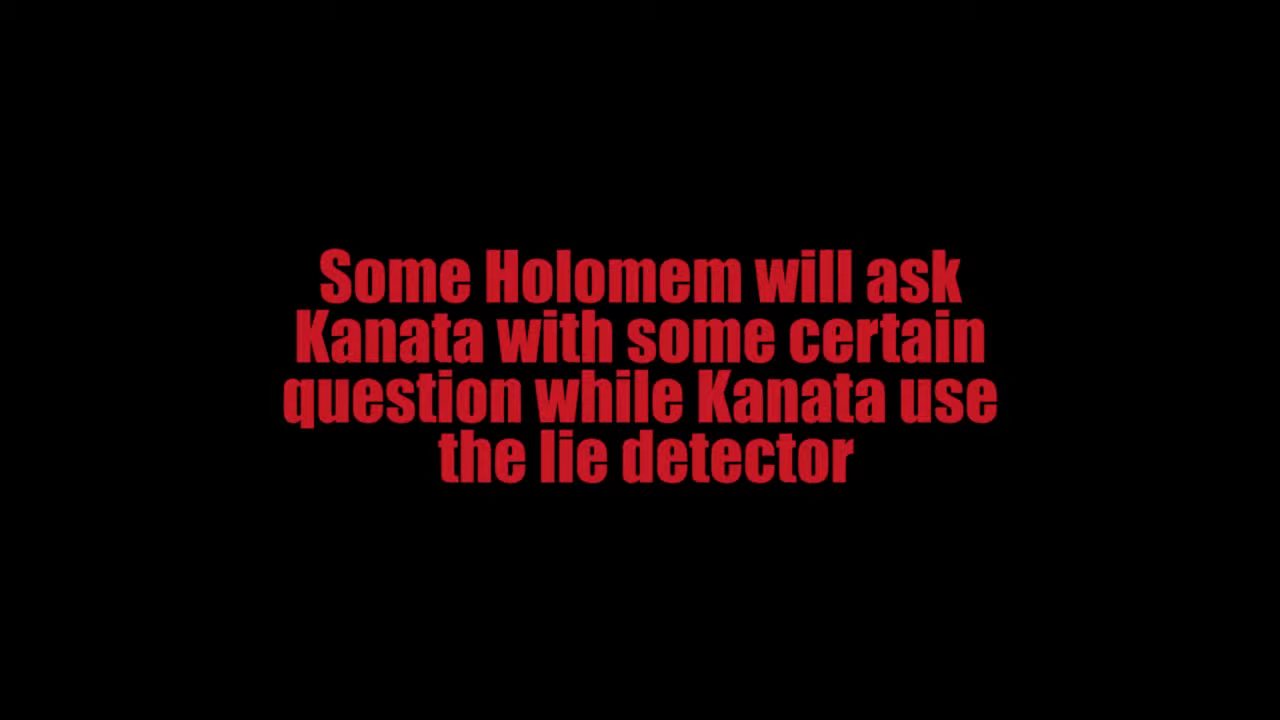 Some Holomem will ask
Kanata with some certain
question while Kanata use
the lie detector